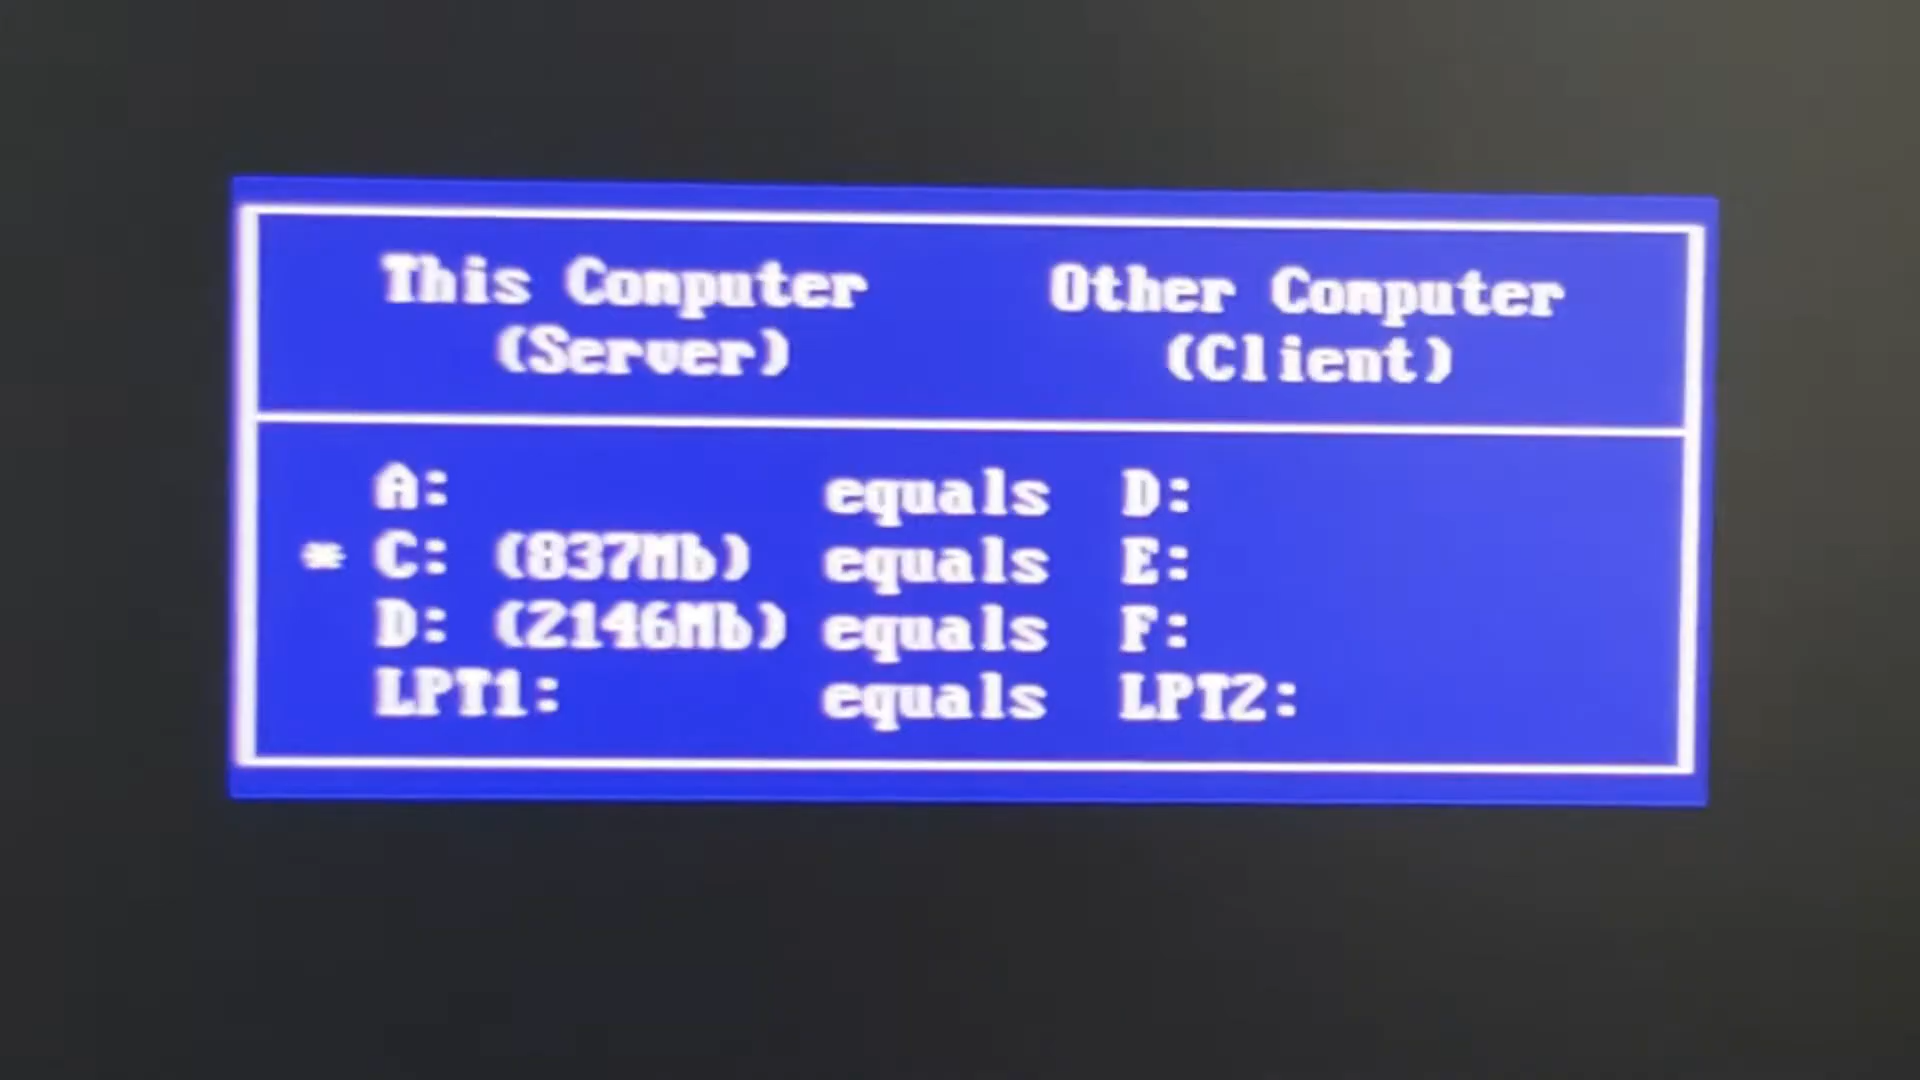 This Computer Other Computer
(Server) (Client)
A: equals D:
* C: (837Mb) equals E:
D: (2146Mb) equals F:
LPT1: equals LPT2: